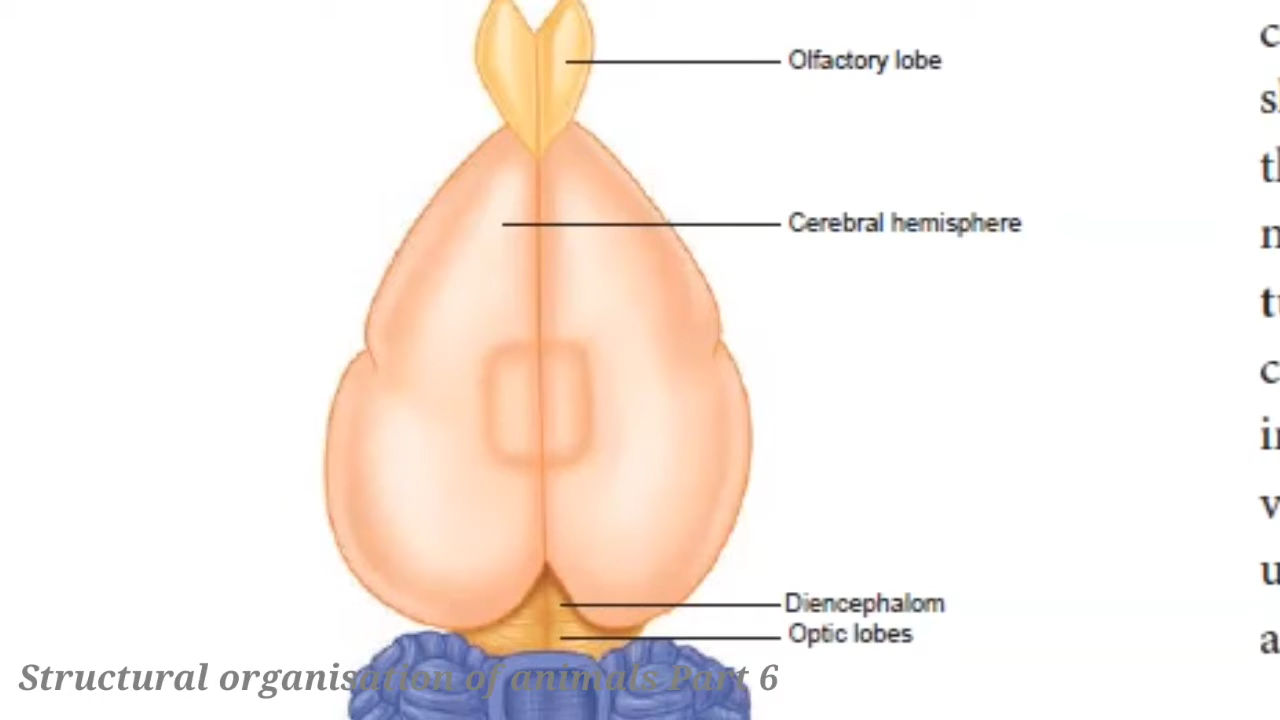 Olfactory lobe
Cerebral hemisphere
Diencephalom
Optic lobes
Structural organisation of animals Part 6